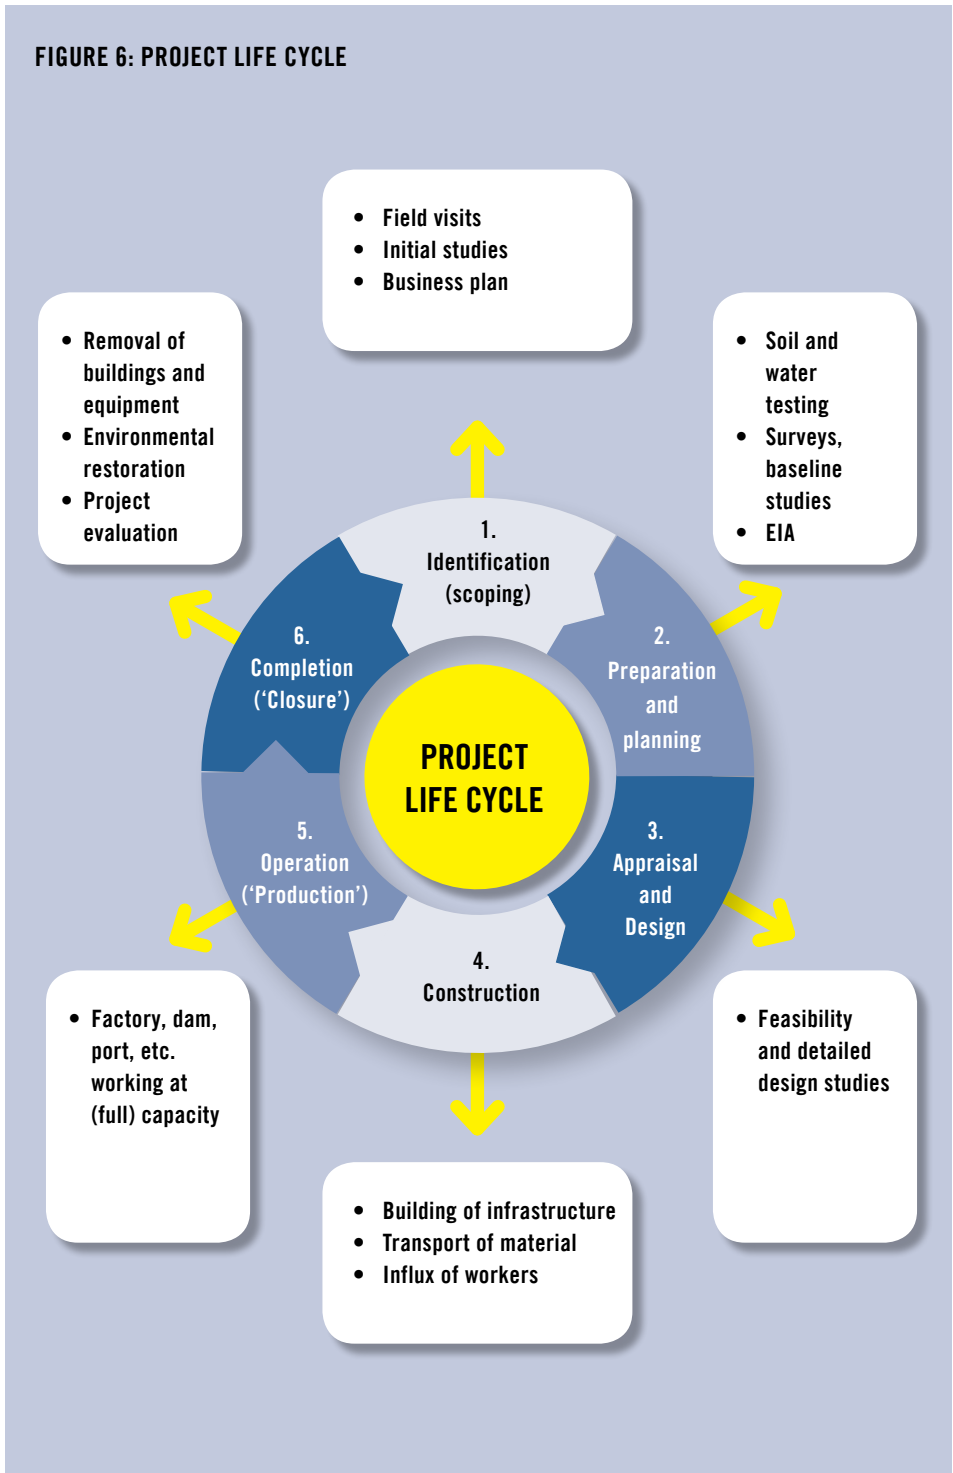 FIGURE 6: PROJECT LIFE CYCLE
• Field visits
• Initial studies
• Business plan
• Removal of
buildings and
equipment
• Environmental
restoration
• Project
evaluation
• Soil and
water
testing
• Surveys,
baseline
studies
• EIA
1.
Identification
(scoping)
2.
Preparation
and
planning
3.
Appraisal
and
Design
4.
Construction
5.
Operation
(‘Production’)
6.
Completion
(‘Closure’)
PROJECT
LIFE CYCLE
• Factory, dam,
port, etc.
working at
(full) capacity
• Feasibility
and detailed
design studies
• Building of infrastructure
• Transport of material
• Influx of workers